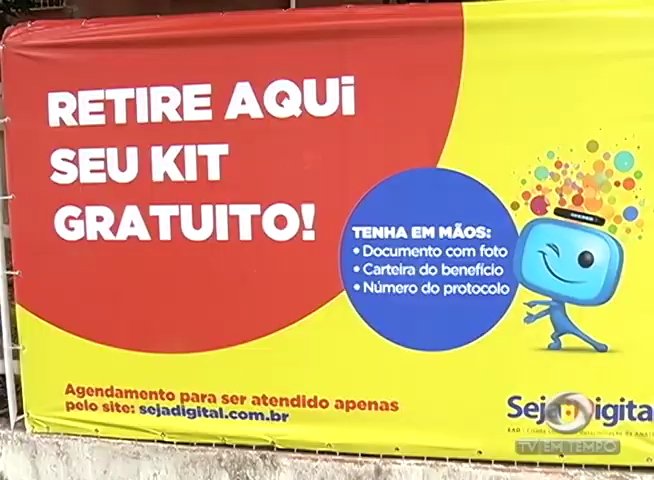 RETIRE AQUi
SEU KIT
GRATUITO!
TENHA EM MÃOS:
• Documento com foto
• Carteira do benefício
• Número do protocolo
Agendamento para ser atendido apenas
pelo site: sejadigital.com.br
Seja Digital
TV EM TEMPO